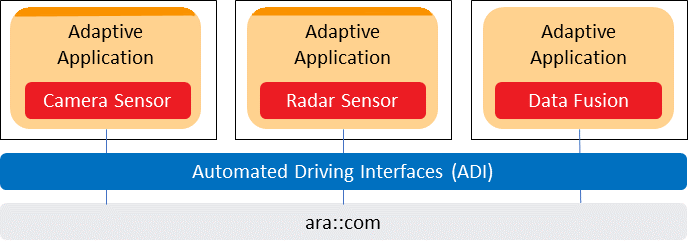 Adaptive
Application
Camera Sensor
Adaptive
Application
Radar Sensor
Adaptive
Application
Data Fusion
Automated Driving Interfaces (ADI)
ara::com